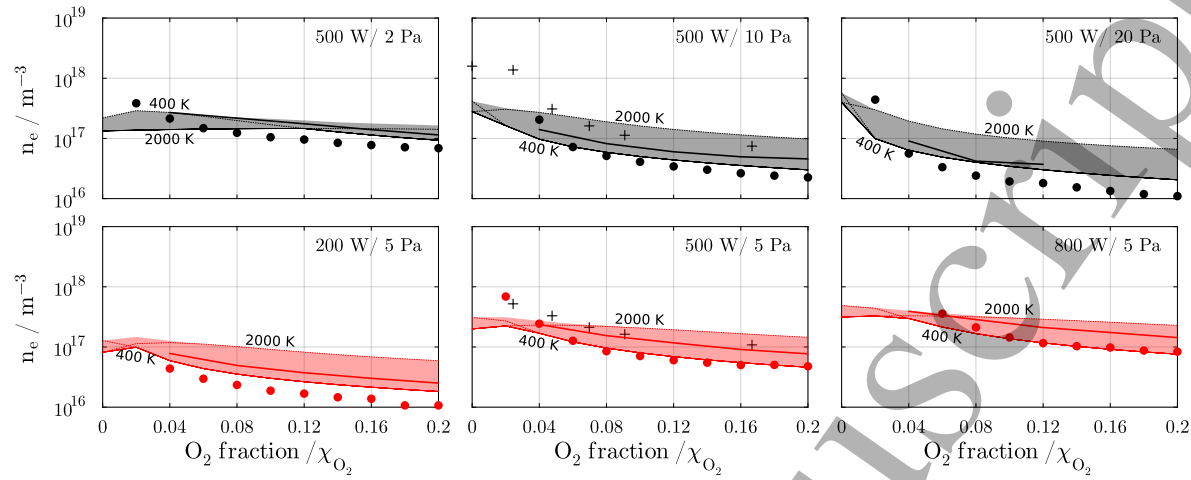 10^19
10^18
10^17
10^16
n_e / m^−3
500 W/ 2 Pa
400 K
2000 K
500 W/ 10 Pa
2000 K
400 K
500 W/ 20 Pa
2000 K
400 K
10^19
10^18
10^17
10^16
n_e / m^−3
200 W/ 5 Pa
2000 K
400 K
500 W/ 5 Pa
2000 K
400 K
800 W/ 5 Pa
2000 K
400 K
0 0.04 0.08 0.12 0.16 0.2
0 0.04 0.08 0.12 0.16 0.2
0 0.04 0.08 0.12 0.16 0.2
O_2 fraction /χ_O_2
O_2 fraction /χ_O_2
O_2 fraction /χ_O_2
uscrip